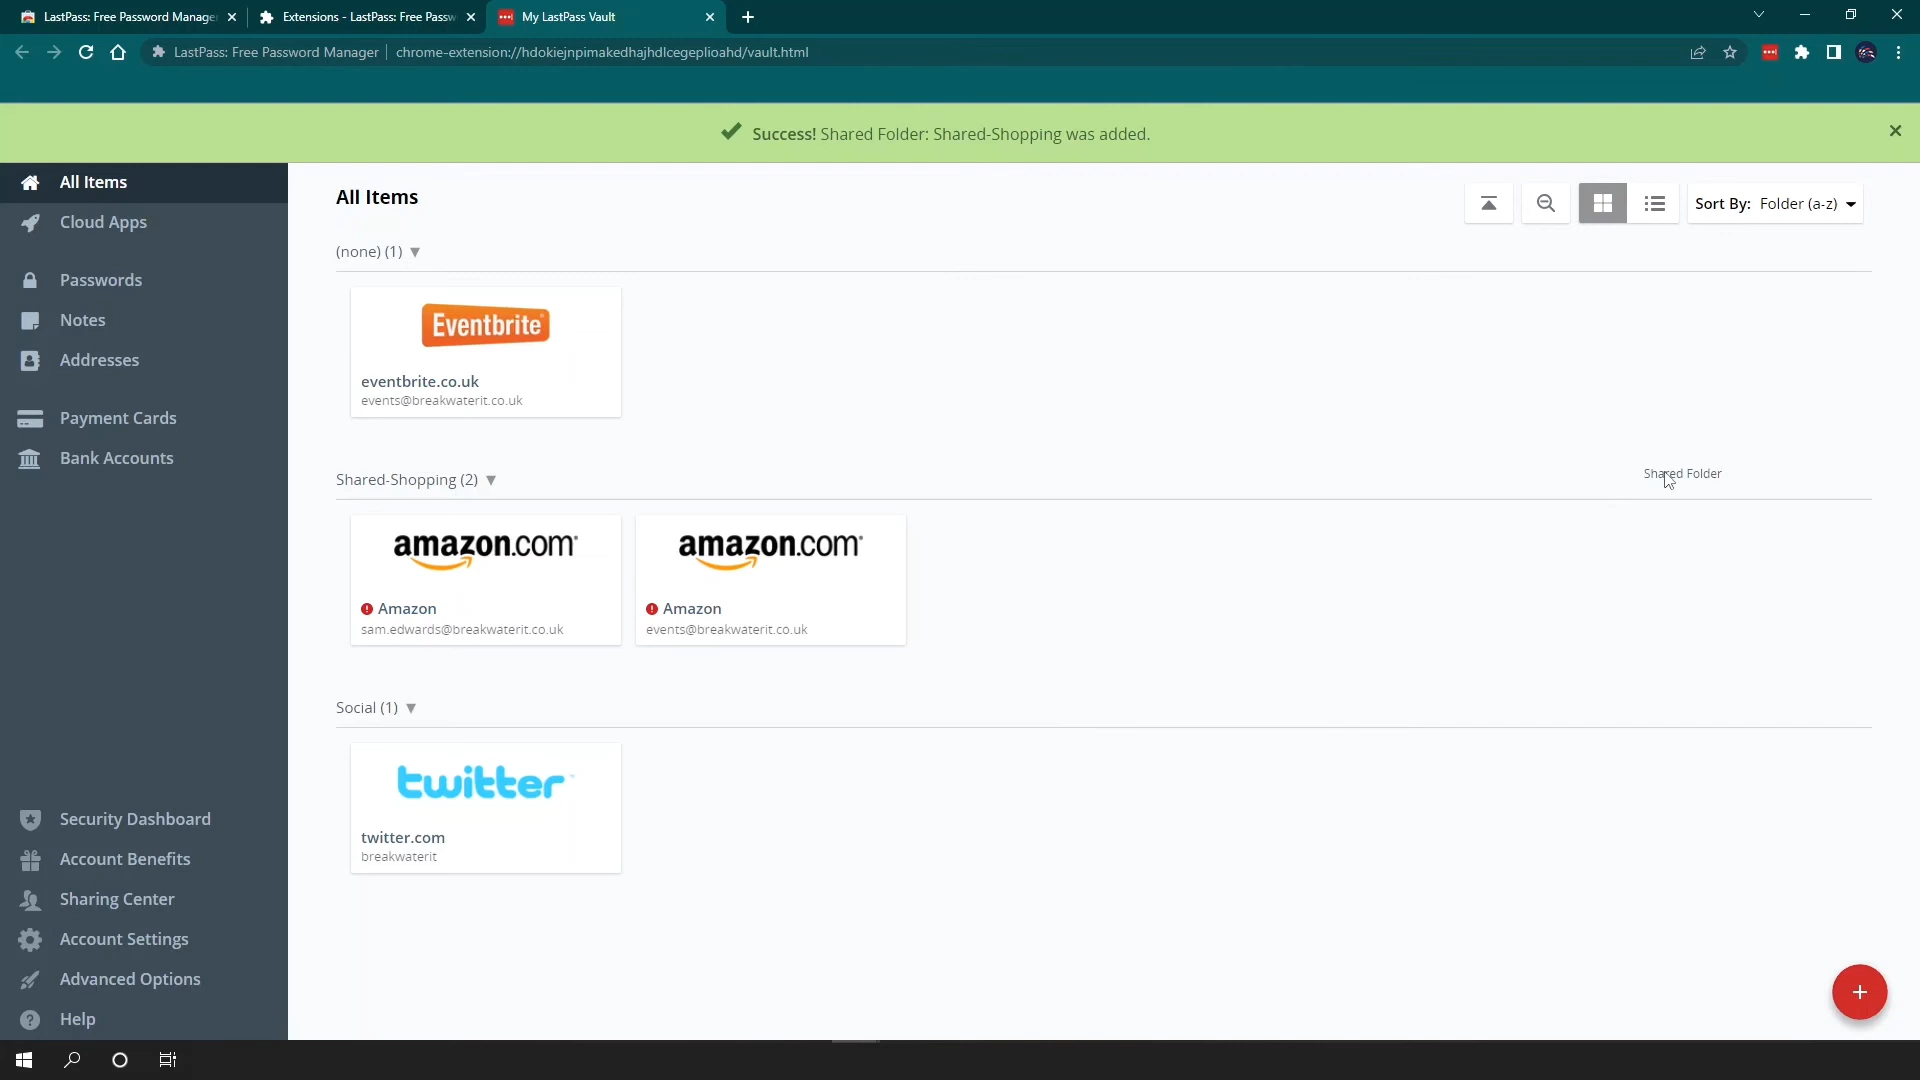 LastPass: Free Password Manage
Extensions - LastPass: Free Passw
My LastPass Vault
LastPass: Free Password Manager
chrome-extension://hdokiejnpimakedhajhdlcegeplioahd/vault.html
Success! Shared Folder: Shared-Shopping was added.
All Items
Cloud Apps
Passwords
Notes
Addresses
Payment Cards
Bank Accounts
Security Dashboard
Account Benefits
Sharing Center
Account Settings
Advanced Options
Help
All Items
Sort By: Folder (a-z)
(none) (1)
Eventbrite
eventbrite.co.uk
events@breakwaterit.co.uk
Shared-Shopping (2)
Shared Folder
amazon.com
Amazon
sam.edwards@breakwaterit.co.uk
amazon.com
Amazon
events@breakwaterit.co.uk
Social (1)
twitter
twitter.com
breakwaterit